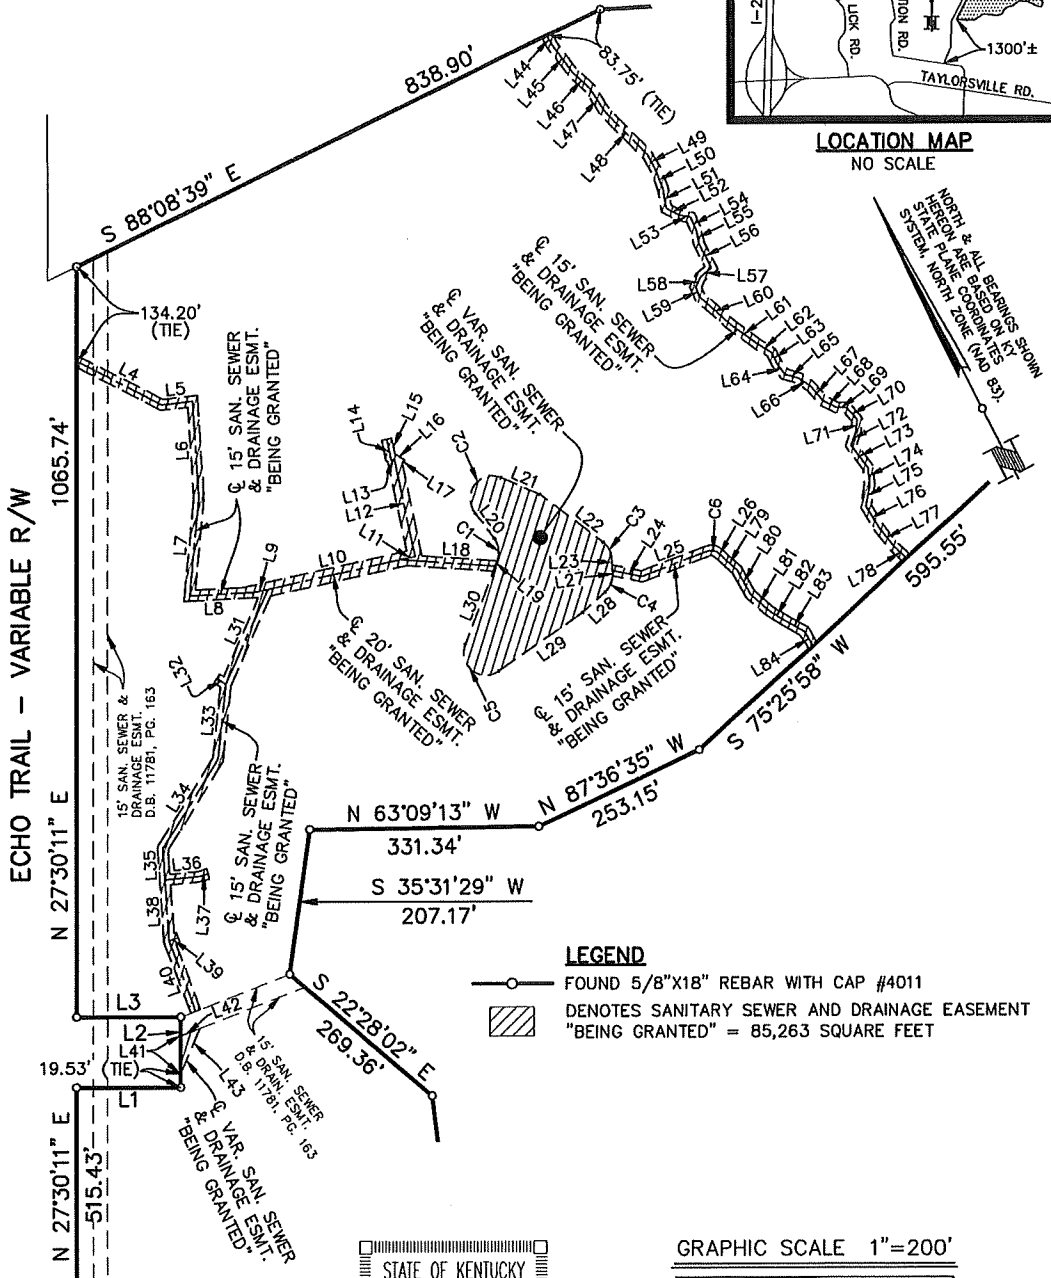 I-2
LICK RD.
TION RD.
N
1300'±
TAYLORSVILLE RD.
LOCATION MAP
NO SCALE
838.90'
S 88°08'39" E
83.75' (TIE)
L44
L45
L46
L47
L48
L49
L50
L51
L52
L53
L54
L55
L56
L57
L58
L59
L60
L61
L62
L63
L64
L65
L66
L67
L68
L69
L70
L71
L72
L73
L74
L75
L76
L77
L78
NORTH & ALL BEARINGS SHOWN
HEREON ARE BASED ON KY
STATE PLANE COORDINATES
SYSTEM, NORTH ZONE (NAD 83).
℄ 15' SAN. SEWER
& DRAINAGE ESMT.
"BEING GRANTED"
℄ VAR. SAN. SEWER
& DRAINAGE ESMT.
"BEING GRANTED"
134.20'
(TIE)
L4
L5
L6
L7
L8
L9
L10
℄ 15' SAN. SEWER
& DRAINAGE ESMT.
"BEING GRANTED"
L14
L15
L16
L17
L13
L12
L11
L18
C1
C2
L20
L21
L22
C3
L23
L27
L24
L25
C6
L26
L79
L80
L81
L82
L83
L84
L19
L30
L28
C4
L29
C5
1065.74'
N 27°30'11" E
ECHO TRAIL – VARIABLE R/W
15' SAN. SEWER &
DRAINAGE ESMT.
D.B. 11781, PG. 163
L31
L32
L33
L34
L35
L36
L37
L38
L39
L40
℄ 20' SAN. SEWER
& DRAINAGE ESMT.
"BEING GRANTED"
℄ 15' SAN. SEWER
& DRAINAGE ESMT.
"BEING GRANTED"
℄ 15' SAN. SEWER
& DRAINAGE ESMT.
"BEING GRANTED"
595.55'
S 75°25'58" W
N 87°36'35" W
253.15'
N 63°09'13" W
331.34'
S 35°31'29" W
207.17'
S 22°28'02" E
269.36'
LEGEND
FOUND 5/8"X18" REBAR WITH CAP #4011
DENOTES SANITARY SEWER AND DRAINAGE EASEMENT
"BEING GRANTED" = 85,263 SQUARE FEET
L3
L2
L41
19.53' (TIE)
L1
L42
L43
15' SAN. SEWER
& DRAIN. ESMT.
D.B. 11781, PG. 163
℄ VAR. SAN. SEWER
& DRAINAGE ESMT.
"BEING GRANTED"
N 27°30'11" E
515.43'
STATE OF KENTUCKY
GRAPHIC SCALE 1"=200'